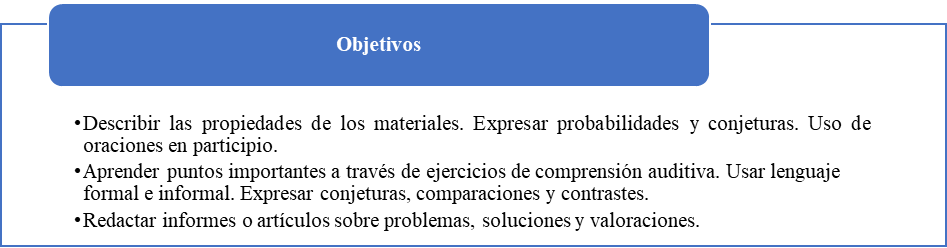 Objetivos
•Describir las propiedades de los materiales. Expresar probabilidades y conjeturas. Uso de
oraciones en participio.
•Aprender puntos importantes a través de ejercicios de comprensión auditiva. Usar lenguaje
formal e informal. Expresar conjeturas, comparaciones y contrastes.
•Redactar informes o artículos sobre problemas, soluciones y valoraciones.